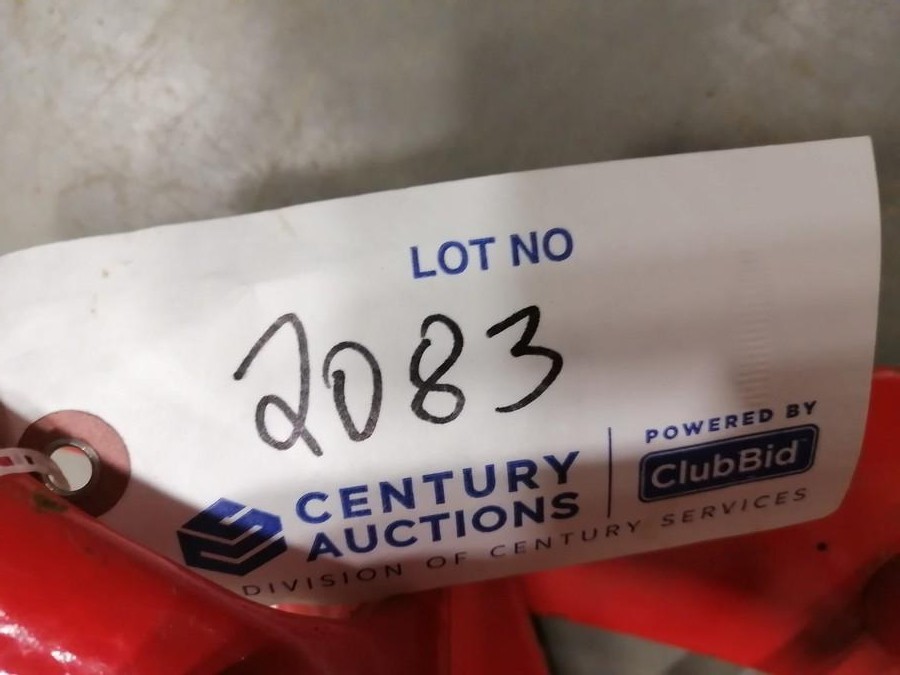 LOT NO
2083
CENTURY
AUCTIONS
POWERED BY
ClubBid
DIVISION OF CENTURY SERVICES